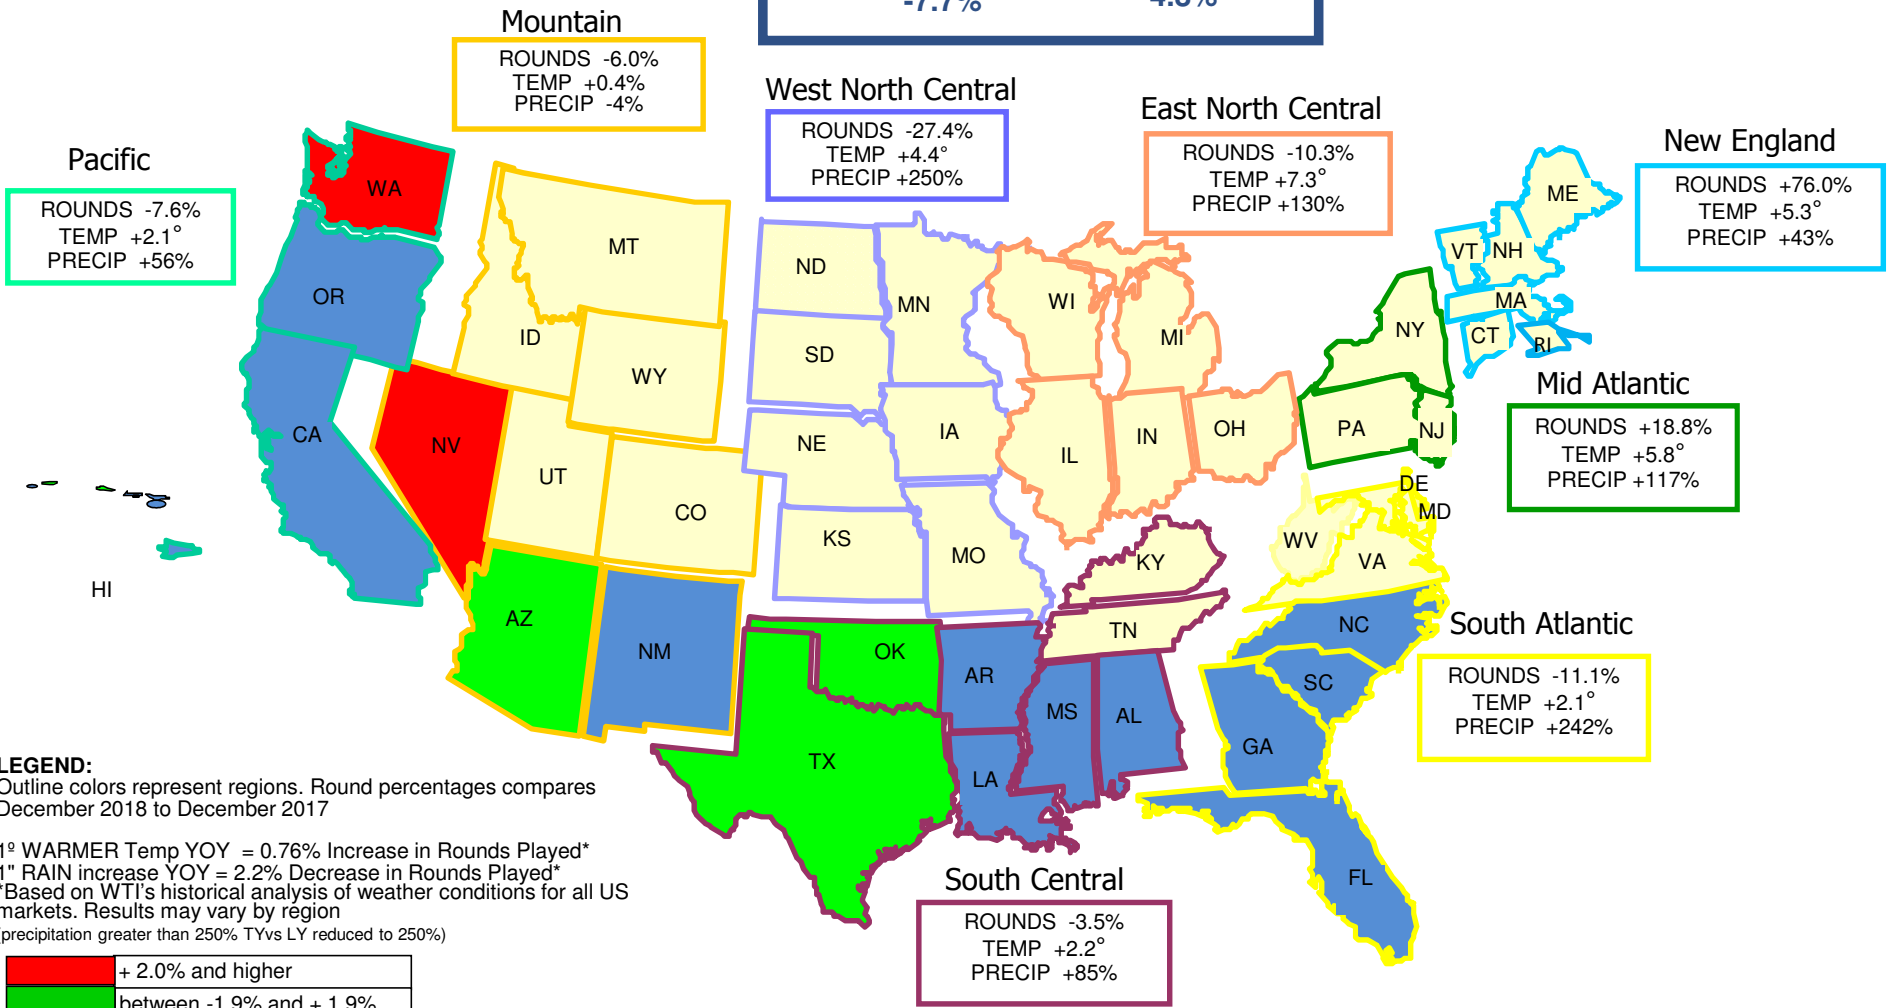 -7.7%
Mountain
ROUNDS -6.0%
TEMP +0.4%
PRECIP -4%
West North Central
ROUNDS -27.4%
TEMP +4.4°
PRECIP +250%
East North Central
ROUNDS -10.3%
TEMP +7.3°
PRECIP +130%
New England
ROUNDS +76.0%
TEMP +5.3°
PRECIP +43%
Pacific
ROUNDS -7.6%
TEMP +2.1°
PRECIP +56%
Mid Atlantic
ROUNDS +18.8%
TEMP +5.8°
PRECIP +117%
South Atlantic
ROUNDS -11.1%
TEMP +2.1°
PRECIP +242%
South Central
ROUNDS -3.5%
TEMP +2.2°
PRECIP +85%
WA
OR
CA
HI
NV
ID
MT
WY
UT
CO
AZ
NM
ND
SD
NE
KS
MN
IA
MO
WI
MI
IL
IN
OH
KY
TN
OK
TX
AR
LA
MS
AL
ME
VT
NH
MA
CT
RI
NY
PA
NJ
DE
MD
WV
VA
NC
SC
GA
FL
LEGEND:
Outline colors represent regions. Round percentages compares
December 2018 to December 2017
1º WARMER Temp YOY = 0.76% Increase in Rounds Played*
1" RAIN increase YOY = 2.2% Decrease in Rounds Played*
*Based on WTI's historical analysis of weather conditions for all US
markets. Results may vary by region
(precipitation greater than 250% TYvs LY reduced to 250%)
+ 2.0% and higher
between -1.9% and + 1.9%